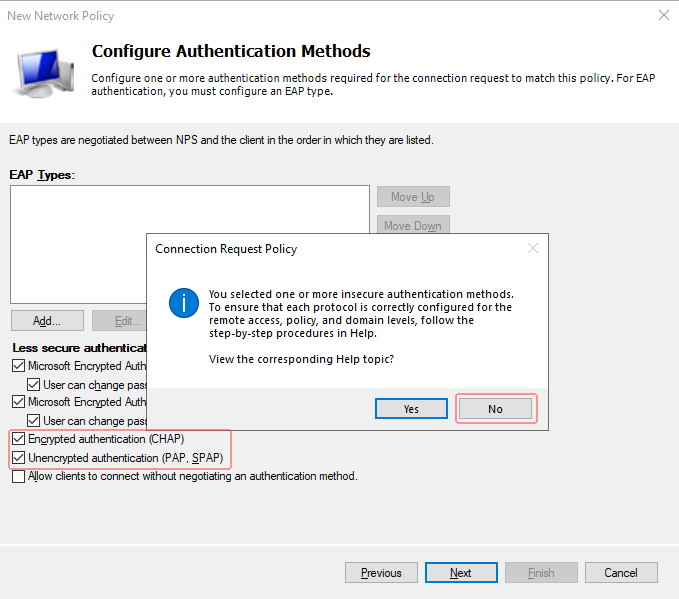 New Network Policy
Configure Authentication Methods
Configure one or more authentication methods required for the connection request to match this policy. For EAP
authentication, you must configure an EAP type.
EAP types are negotiated between NPS and the client in the order in which they are listed.
EAP Types:
Move Up
Move Down
Connection Request Policy
You selected one or more insecure authentication methods.
To ensure that each protocol is correctly configured for the
remote access, policy, and domain levels, follow the
step-by-step procedures in Help.
View the corresponding Help topic?
Yes
No
Add...
Edit...
Less secure authenticat
Microsoft Encrypted Auth
User can change pass
Microsoft Encrypted Auth
User can change pass
Encrypted authentication (CHAP)
Unencrypted authentication (PAP, SPAP)
Allow clients to connect without negotiating an authentication method.
Previous
Next
Finish
Cancel